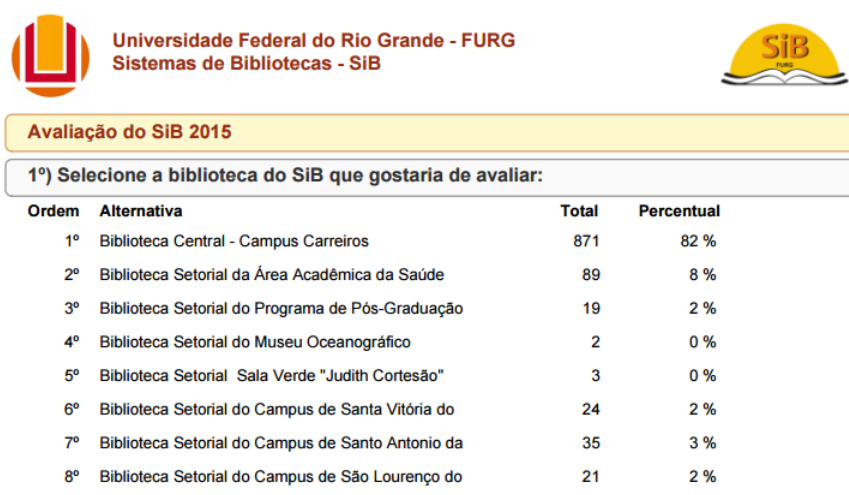 Universidade Federal do Rio Grande - FURG
Sistemas de Bibliotecas - SiB
SiB
FURG
Avaliação do SiB 2015
1º) Selecione a biblioteca do SiB que gostaria de avaliar:
Ordem Alternativa Total Percentual
1º Biblioteca Central - Campus Carreiros 871 82 %
2º Biblioteca Setorial da Área Acadêmica da Saúde 89 8 %
3º Biblioteca Setorial do Programa de Pós-Graduação 19 2 %
4º Biblioteca Setorial do Museu Oceanográfico 2 0 %
5º Biblioteca Setorial Sala Verde "Judith Cortesão" 3 0 %
6º Biblioteca Setorial do Campus de Santa Vitória do 24 2 %
7º Biblioteca Setorial do Campus de Santo Antonio da 35 3 %
8º Biblioteca Setorial do Campus de São Lourenço do 21 2 %